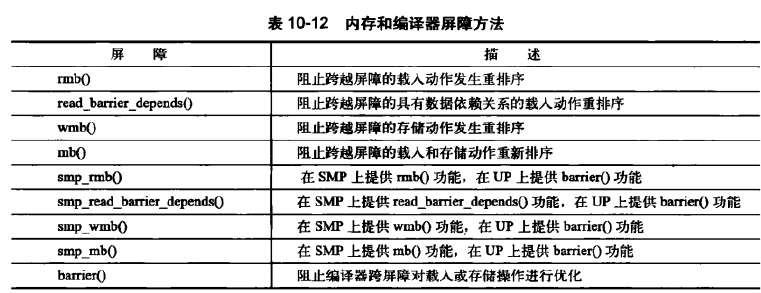 表 10-12 内存和编译器屏障方法
屏 障 描 述
rmb() 阻止跨越屏障的载入动作发生重排序
read_barrier_depends() 阻止跨越屏障的具有数据依赖关系的载入动作重排序
wmb() 阻止跨越屏障的存储动作发生重排序
mb() 阻止跨越屏障的载入和存储动作重新排序
smp_rmb() 在 SMP 上提供 rmb() 功能，在 UP 上提供 barrier() 功能
smp_read_barrier_depends() 在 SMP 上提供 read_barrier_depends() 功能，在 UP 上提供 barrier() 功能
smp_wmb() 在 SMP 上提供 wmb() 功能，在 UP 上提供 barrier() 功能
smp_mb() 在 SMP 上提供 mb() 功能，在 UP 上提供 barrier() 功能
barrier() 阻止编译器跨屏障对载入或存储操作进行优化